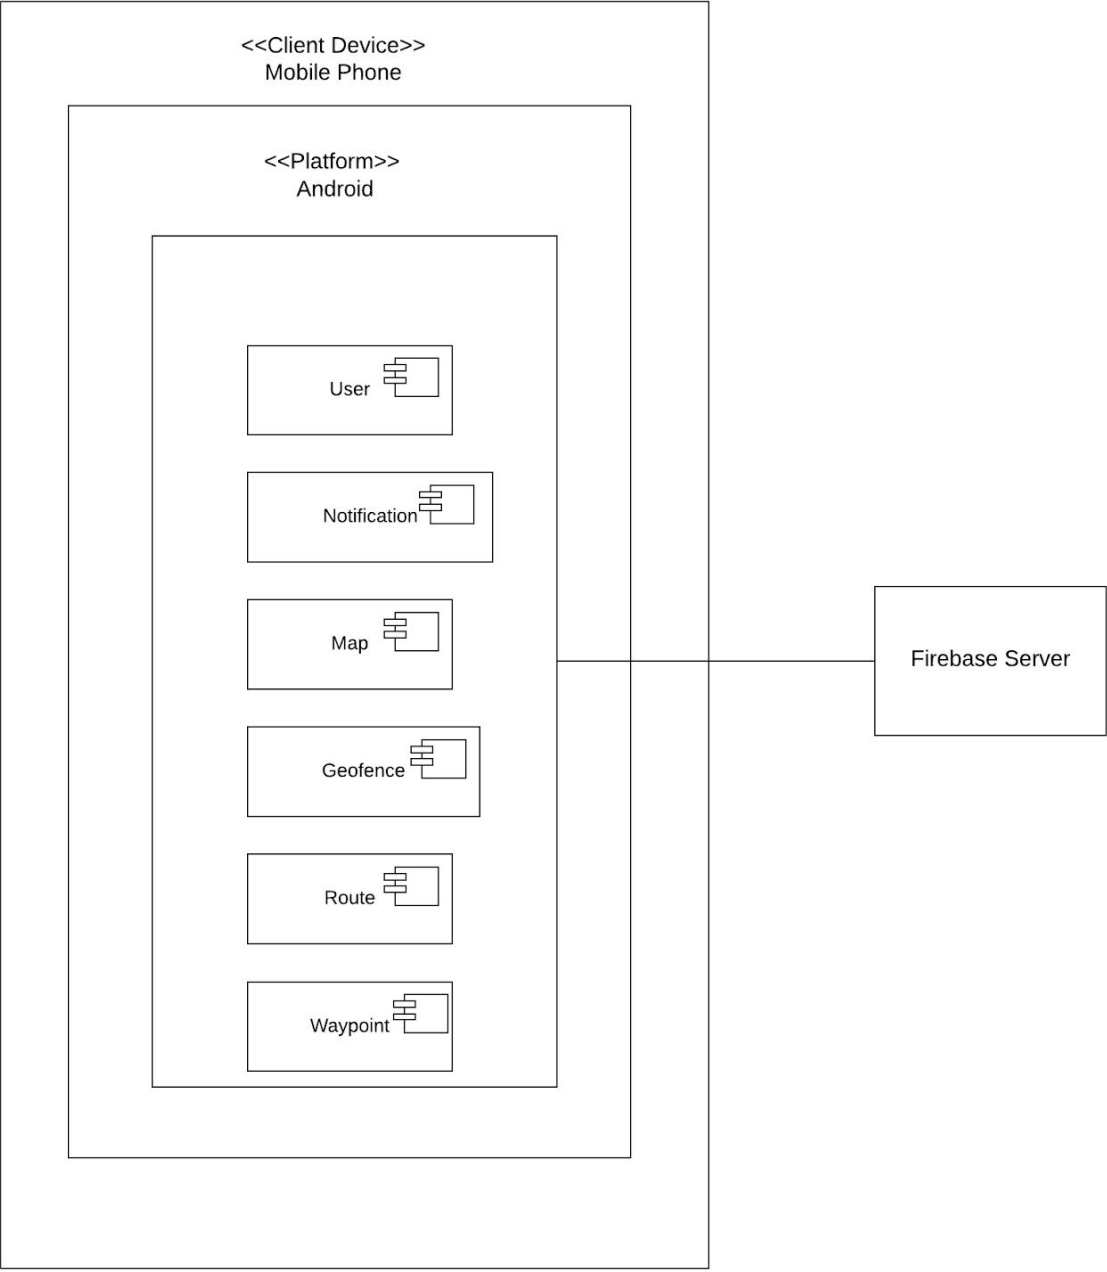 <<Client Device>>
Mobile Phone
<<Platform>>
Android
User
Notification
Map
Geofence
Route
Waypoint
Firebase Server